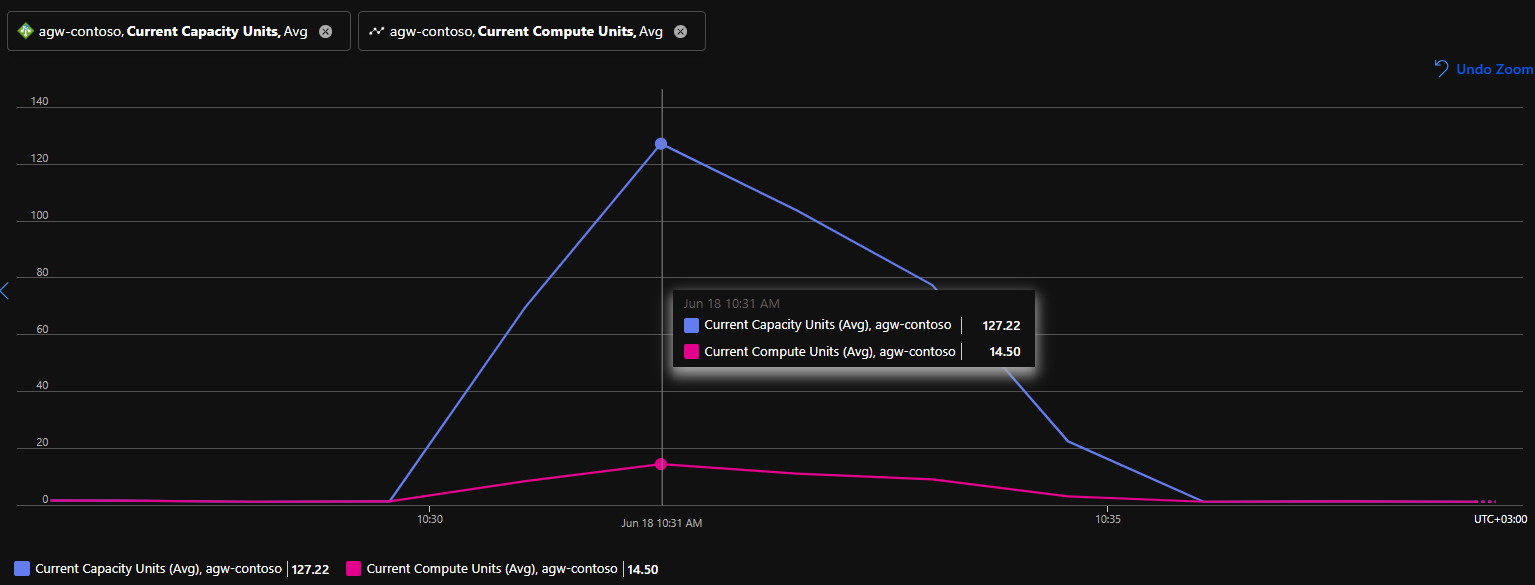 agw-contoso, Current Capacity Units, Avg
agw-contoso, Current Compute Units, Avg
Undo Zoom
140
120
100
80
60
40
20
0
Jun 18 10:31 AM
Current Capacity Units (Avg), agw-contoso 127.22
Current Compute Units (Avg), agw-contoso 14.50
10:30
Jun 18 10:31 AM
10:35
UTC+03:00
Current Capacity Units (Avg), agw-contoso 127.22
Current Compute Units (Avg), agw-contoso 14.50